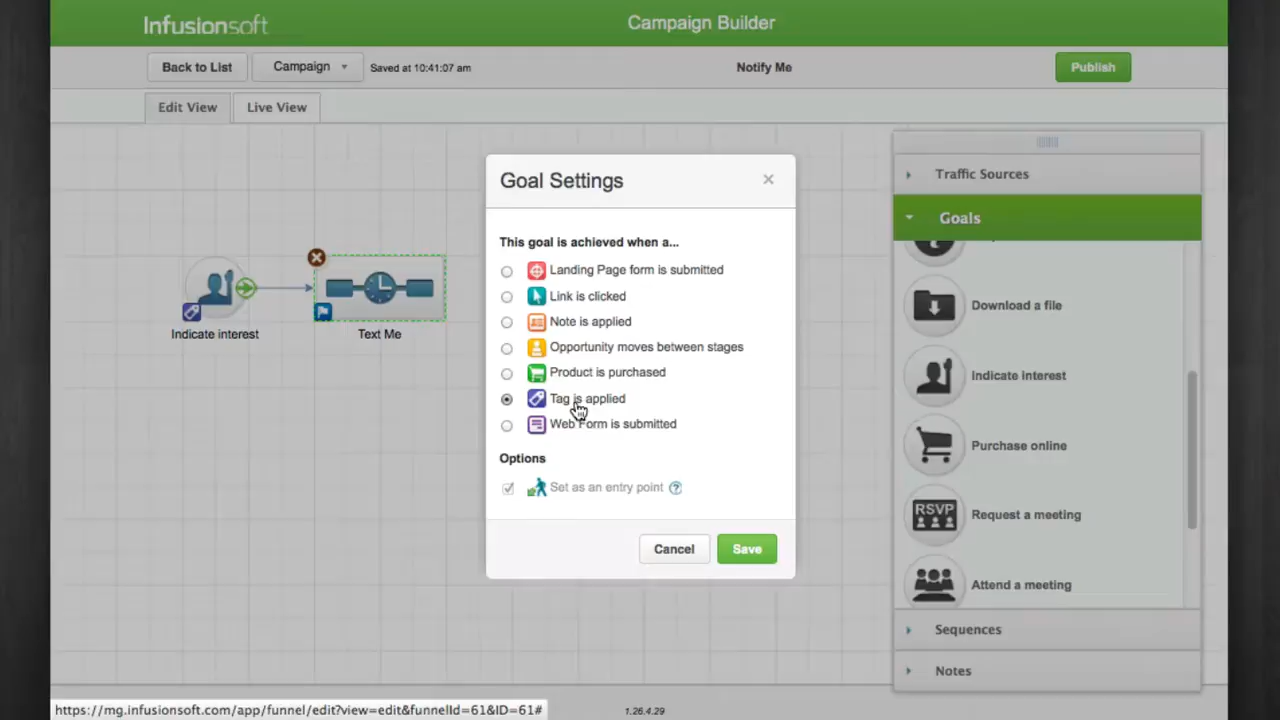 Infusionsoft
Campaign Builder
Back to List
Campaign
Saved at 10:41:07 am
Notify Me
Publish
Edit View
Live View
Indicate interest
Text Me
Goal Settings
This goal is achieved when a...
Landing Page form is submitted
Link is clicked
Note is applied
Opportunity moves between stages
Product is purchased
Tag is applied
Web Form is submitted
Options
Set as an entry point ?
Cancel
Save
Traffic Sources
Goals
Download a file
Indicate interest
Purchase online
RSVP
Request a meeting
Attend a meeting
Sequences
Notes
https://mg.infusionsoft.com/app/funnel/edit?view=edit&funnelId=61&ID=61#
1.26.4.29